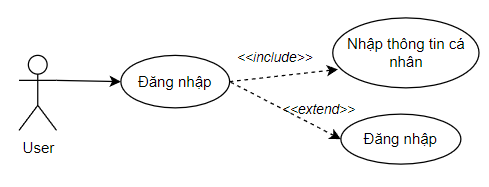 Nhập thông tin cá
nhân
<<include>>
Đăng nhập
<<extend>>
Đăng nhập
User